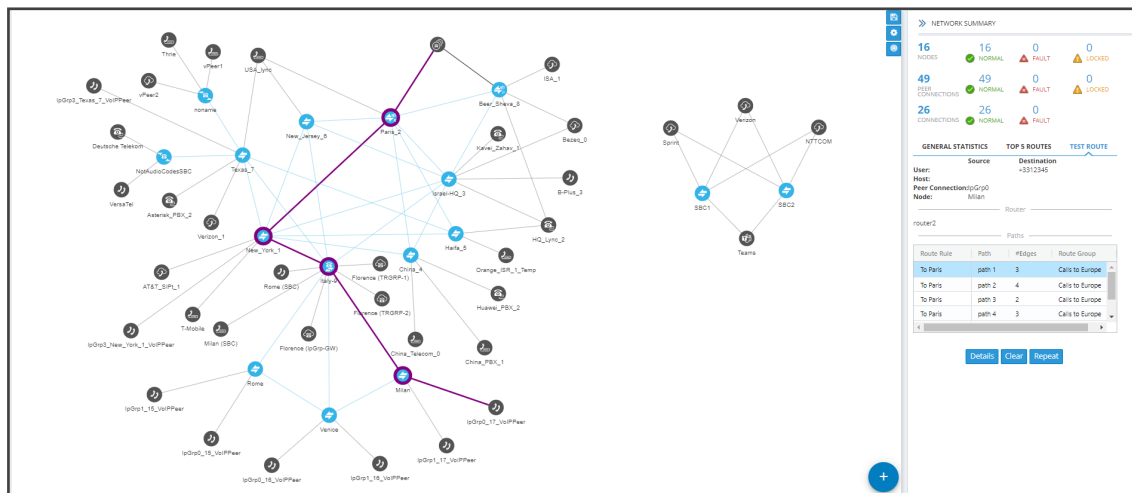 Thrie
vPeer1
USA_lync
ISA_1
IpGrp3_Texas_7_VoIPPeer
vPeer2
noname
New_Jersey_6
Paris_2
Beer_Sheva_8
Bezeq_0
Deutsche Telekom
Kavei_Zahav_1
NotAudioCodesSBC
Texas_7
Israel-HQ_3
B-Plus_3
VersaTel
Asterisk_PBX_2
Verizon_1
New_York_1
Haifa_5
HQ_Lync_2
AT&T_SIPt_1
Rome (SBC)
Italy-9
Florence (TRGRP-1)
China_4
Orange_ISR_1_Temp
Florence (TRGRP-2)
Huawei_PBX_2
IpGrp3_New_York_1_VoIPPeer
T-Mobile
Milan (SBC)
Florence (IpGrp-GW)
China_Telecom_0
China_PBX_1
Rome
Milan
IpGrp1_15_VoIPPeer
Venice
IpGrp0_17_VoIPPeer
IpGrp0_15_VoIPPeer
IpGrp1_17_VoIPPeer
IpGrp0_16_VoIPPeer
IpGrp1_16_VoIPPeer
Sprint
Verizon
NTTCOM
SBC1
SBC2
Teams
NETWORK SUMMARY
16 16 0 0
NODES NORMAL FAULT LOCKED
49 49 0 0
PEER CONNECTIONS NORMAL FAULT LOCKED
26 26 0
CONNECTIONS NORMAL FAULT
GENERAL STATISTICS TOP 5 ROUTES TEST ROUTE
Source Destination
User: +3312345
Host:
Peer Connection:IpGrp0
Node: Milan
Router
router2
Paths
Route Rule Path #Edges Route Group
To Paris path 1 3 Calls to Europe
To Paris path 2 4 Calls to Europe
To Paris path 3 2 Calls to Europe
To Paris path 4 3 Calls to Europe
Details Clear Repeat